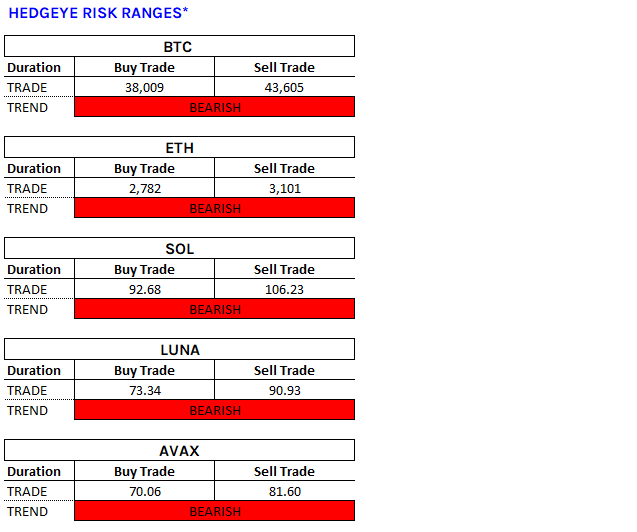 HEDGEYE RISK RANGES*
BTC
Duration Buy Trade Sell Trade
TRADE 38,009 43,605
TREND BEARISH
ETH
Duration Buy Trade Sell Trade
TRADE 2,782 3,101
TREND BEARISH
SOL
Duration Buy Trade Sell Trade
TRADE 92.68 106.23
TREND BEARISH
LUNA
Duration Buy Trade Sell Trade
TRADE 73.34 90.93
TREND BEARISH
AVAX
Duration Buy Trade Sell Trade
TRADE 70.06 81.60
TREND BEARISH